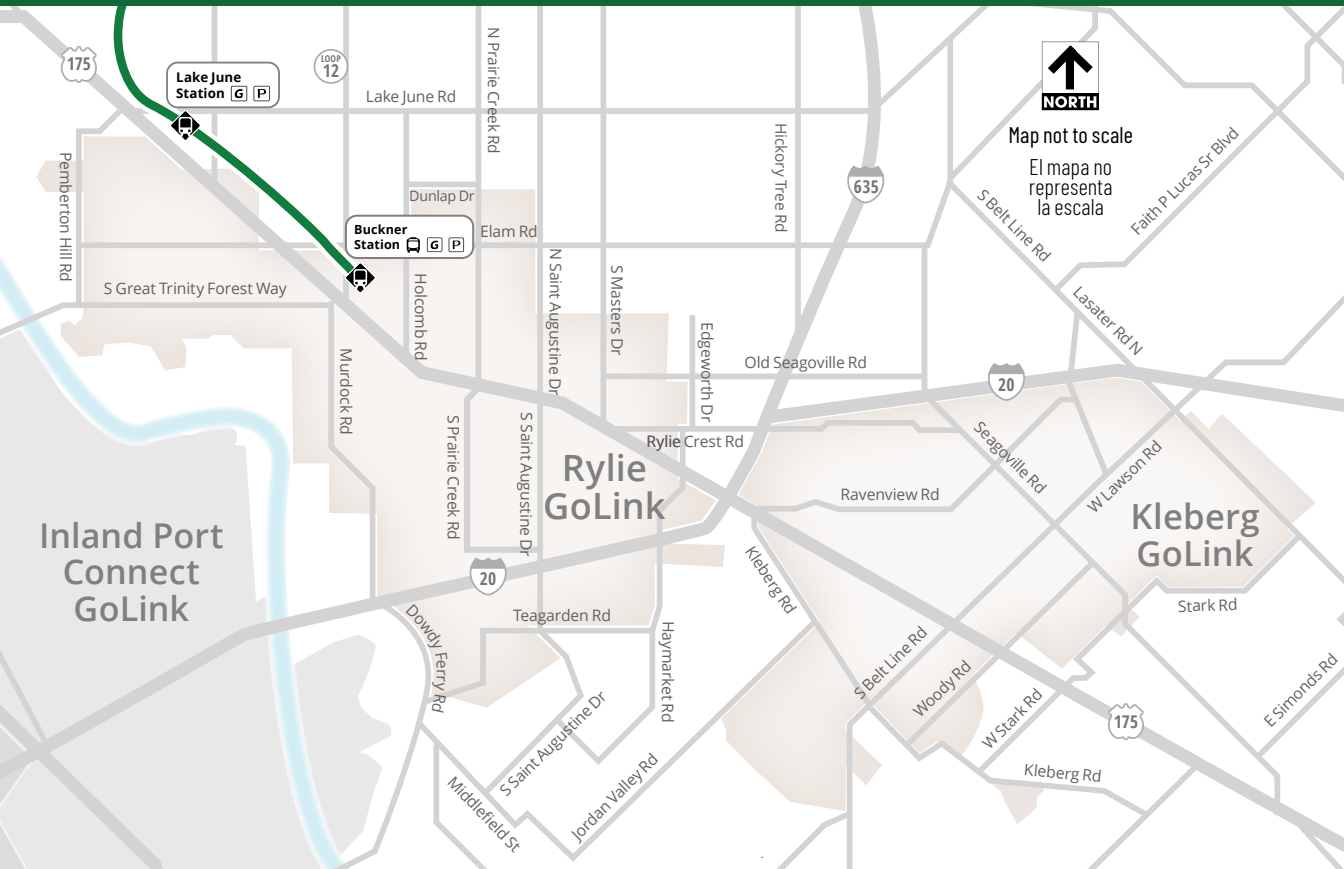 175
Lake June
Station G P
LOOP
12
Lake June Rd
N Prairie Creek Rd
NORTH
Map not to scale
El mapa no
representa
la escala
Pemberton Hill Rd
Hickory Tree Rd
635
Faith P Lucas Sr Blvd
S Belt Line Rd
Dunlap Dr
Buckner
Station G P
Elam Rd
S Great Trinity Forest Way
Holcomb Rd
N Saint Augustine Dr
S Masters Dr
Edgeworth Dr
Old Seagoville Rd
Lasater Rd N
20
Murdock Rd
S Prairie Creek Rd
S Saint Augustine Dr
Rylie Crest Rd
Rylie
GoLink
Seagoville Rd
W Lawson Rd
Ravenview Rd
Kleberg
GoLink
Inland Port
Connect
GoLink
20
Kleberg Rd
Stark Rd
Teagarden Rd
Dowdy Ferry Rd
Haymarket Rd
S Belt Line Rd
Woody Rd
W Stark Rd
E Simonds Rd
175
S Saint Augustine Dr
Jordan Valley Rd
Middlefield St
Kleberg Rd